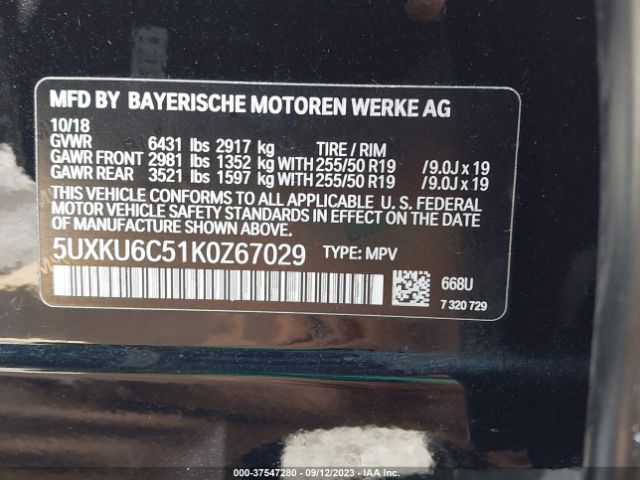 MFD BY BAYERISCHE MOTOREN WERKE AG
10/18
GVWR 6431 lbs 2917 kg TIRE / RIM
GAWR FRONT 2981 lbs 1352 kg WITH 255/50 R19 /9.0J x 19
GAWR REAR 3521 lbs 1597 kg WITH 255/50 R19 /9.0J x 19
THIS VEHICLE CONFORMS TO ALL APPLICABLE U.S. FEDERAL
MOTOR VEHICLE SAFETY STANDARDS IN EFFECT ON THE DATE
OF MANUFACTURE SHOWN ABOVE.
5UXKU6C51K0Z67029 TYPE: MPV
668U
7 320 729
000-37547280 - 09/12/2023 - IAA Inc.